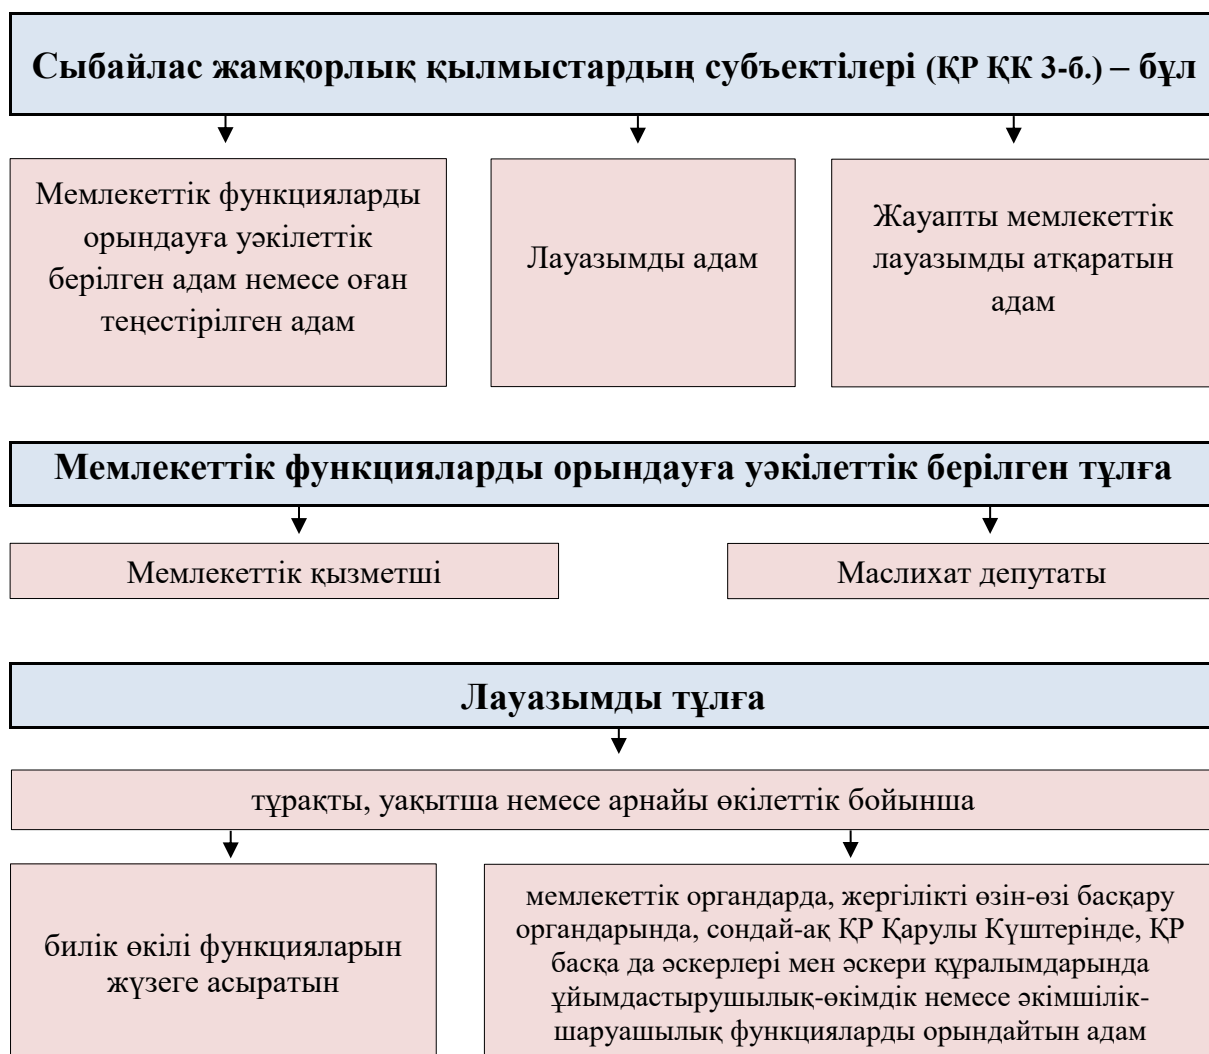 Сыбайлас жамқорлық қылмыстардың субъектілері (ҚР ҚК 3-б.) – бұл
Мемлекеттік функцияларды
орындауға уәкілеттік
берілген адам немесе оған
теңестірілген адам
Лауазымды адам
Жауапты мемлекеттік
лауазымды атқаратын
адам
Мемлекеттік функцияларды орындауға уәкілеттік берілген тұлға
Мемлекеттік қызметші
Маслихат депутаты
Лауазымды тұлға
тұрақты, уақытша немесе арнайы өкілеттік бойынша
билік өкілі функцияларын
жүзеге асыратын
мемлекеттік органдарда, жергілікті өзін-өзі басқару
органдарында, сондай-ақ ҚР Қарулы Күштерінде, ҚР
басқа да әскерлері мен әскери құралымдарында
ұйымдастырушылық-өкімдік немесе әкімшілік-
шаруашылық функцияларды орындайтын адам